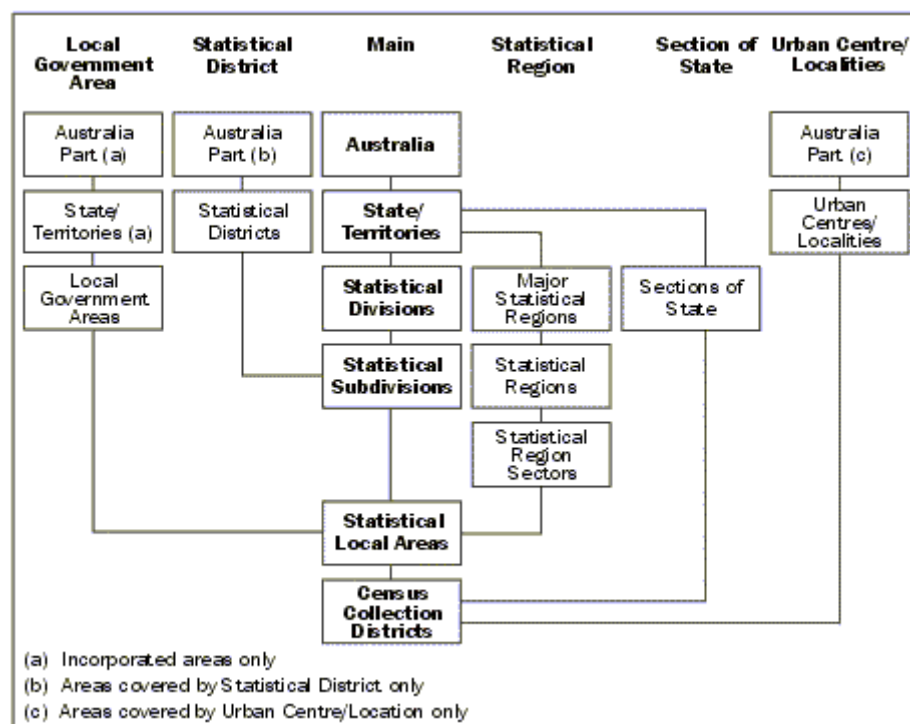 Local
Government
Area
Statistical
District
Main
Statistical
Region
Section of
State
Urban Centre/
Localities
Australia
Part (a)
Australia
Part (b)
Australia
Australia
Part (c)
State/
Territories (a)
Statistical
Districts
State/
Territories
Urban
Centres/
Localities
Local
Government
Areas
Statistical
Divisions
Major
Statistical
Regions
Sections of
State
Statistical
Subdivisions
Statistical
Regions
Statistical
Region
Sectors
Statistical
Local Areas
Census
Collection
Districts
(a) Incorporated areas only
(b) Areas covered by Statistical District only
(c) Areas covered by Urban Centre/Location only